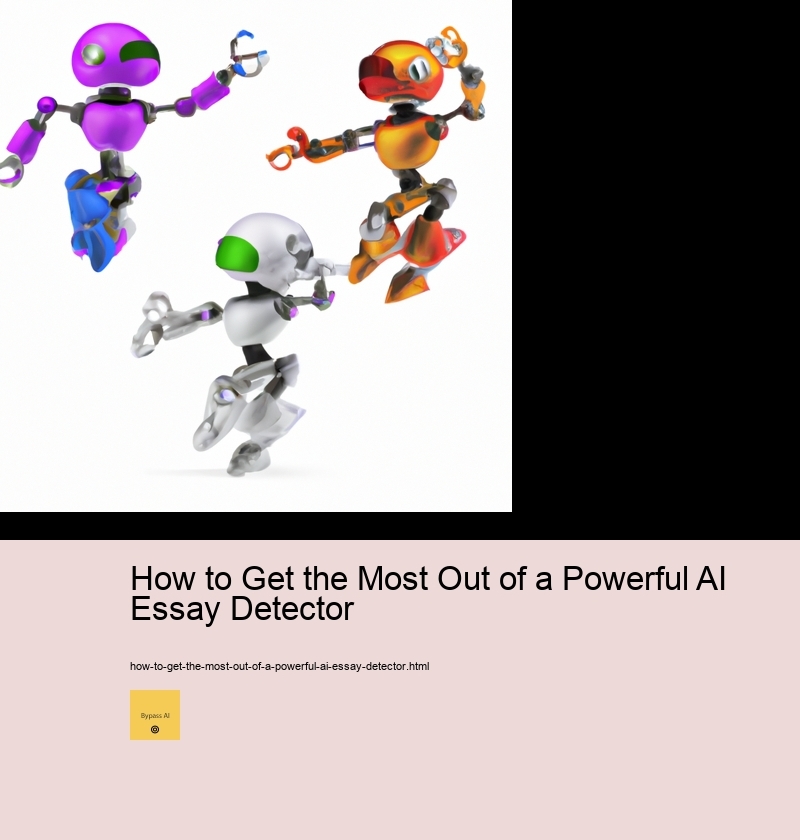 How to Get the Most Out of a Powerful AI
Essay Detector
how-to-get-the-most-out-of-a-powerful-ai-essay-detector.html
Bypass AI